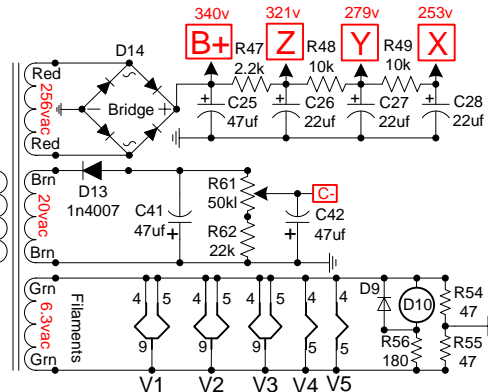 340v 321v 279v 253v
D14 B+ R47 Z R48 Y R49 X
2.2k 10k 10k
Red
256vac
Bridge
- +
~
~
Red
+ C25 47uf
+ C26 22uf
+ C27 22uf
+ C28 22uf
Brn
20vac
Brn
D13
1n4007
C41
47uf
+
R61
50kl
R62
22k
C-
C42
47uf
+
Grn
6.3vac
Grn
Filaments
4 5 4 5 4 5 4 5 4 5
9 9 9
V1 V2 V3 V4 V5
D9
D10
R56
180
R54
47
R55
47